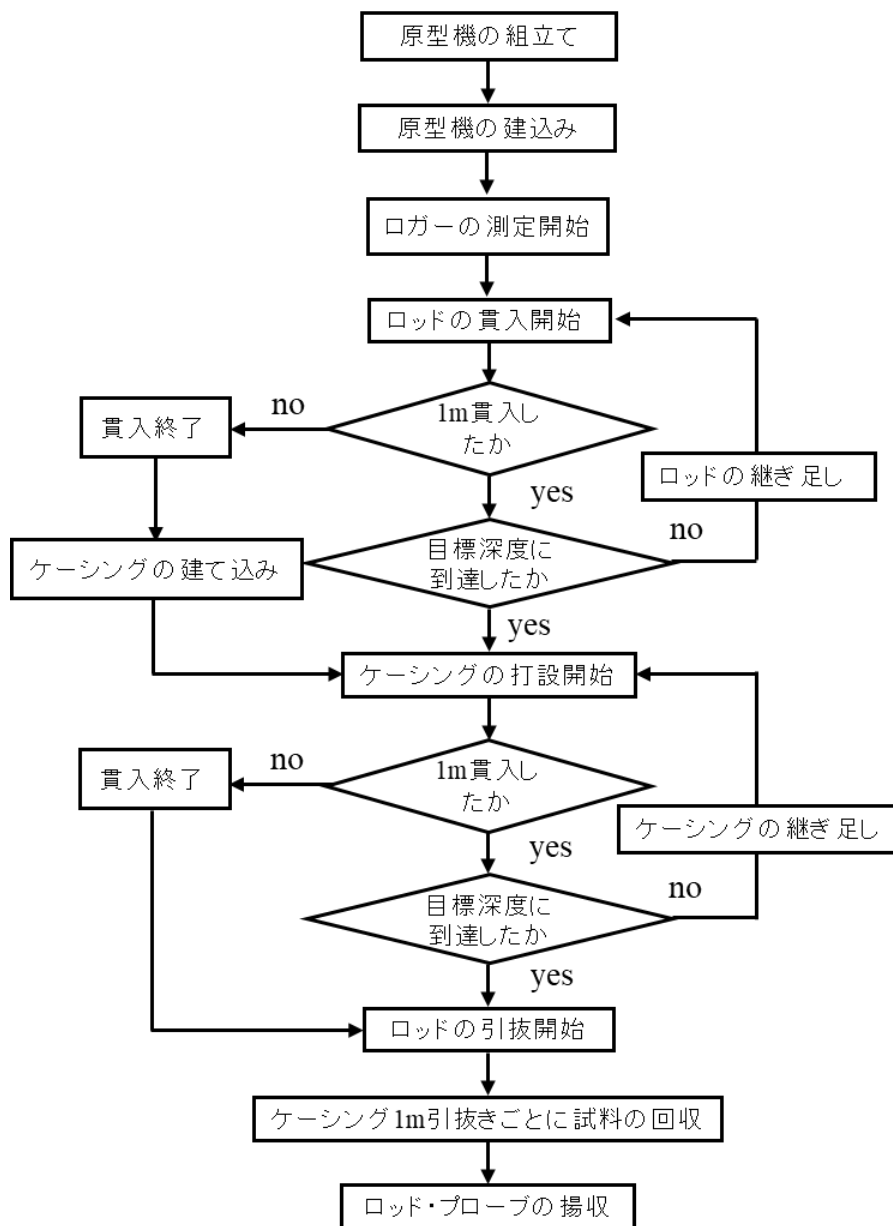 原型機の組立て
原型機の建込み
ロガーの測定開始
ロッドの貫入開始
1m貫入し
たか
no
貫入終了
yes
ロッドの継ぎ足し
目標深度に
到達したか
no
ケーシングの建て込み
yes
ケーシングの打設開始
1m貫入し
たか
no
貫入終了
yes
ケーシングの継ぎ足し
目標深度に
到達したか
no
yes
ロッドの引抜開始
ケーシング1m引抜きごとに試料の回収
ロッド・プローブの揚収